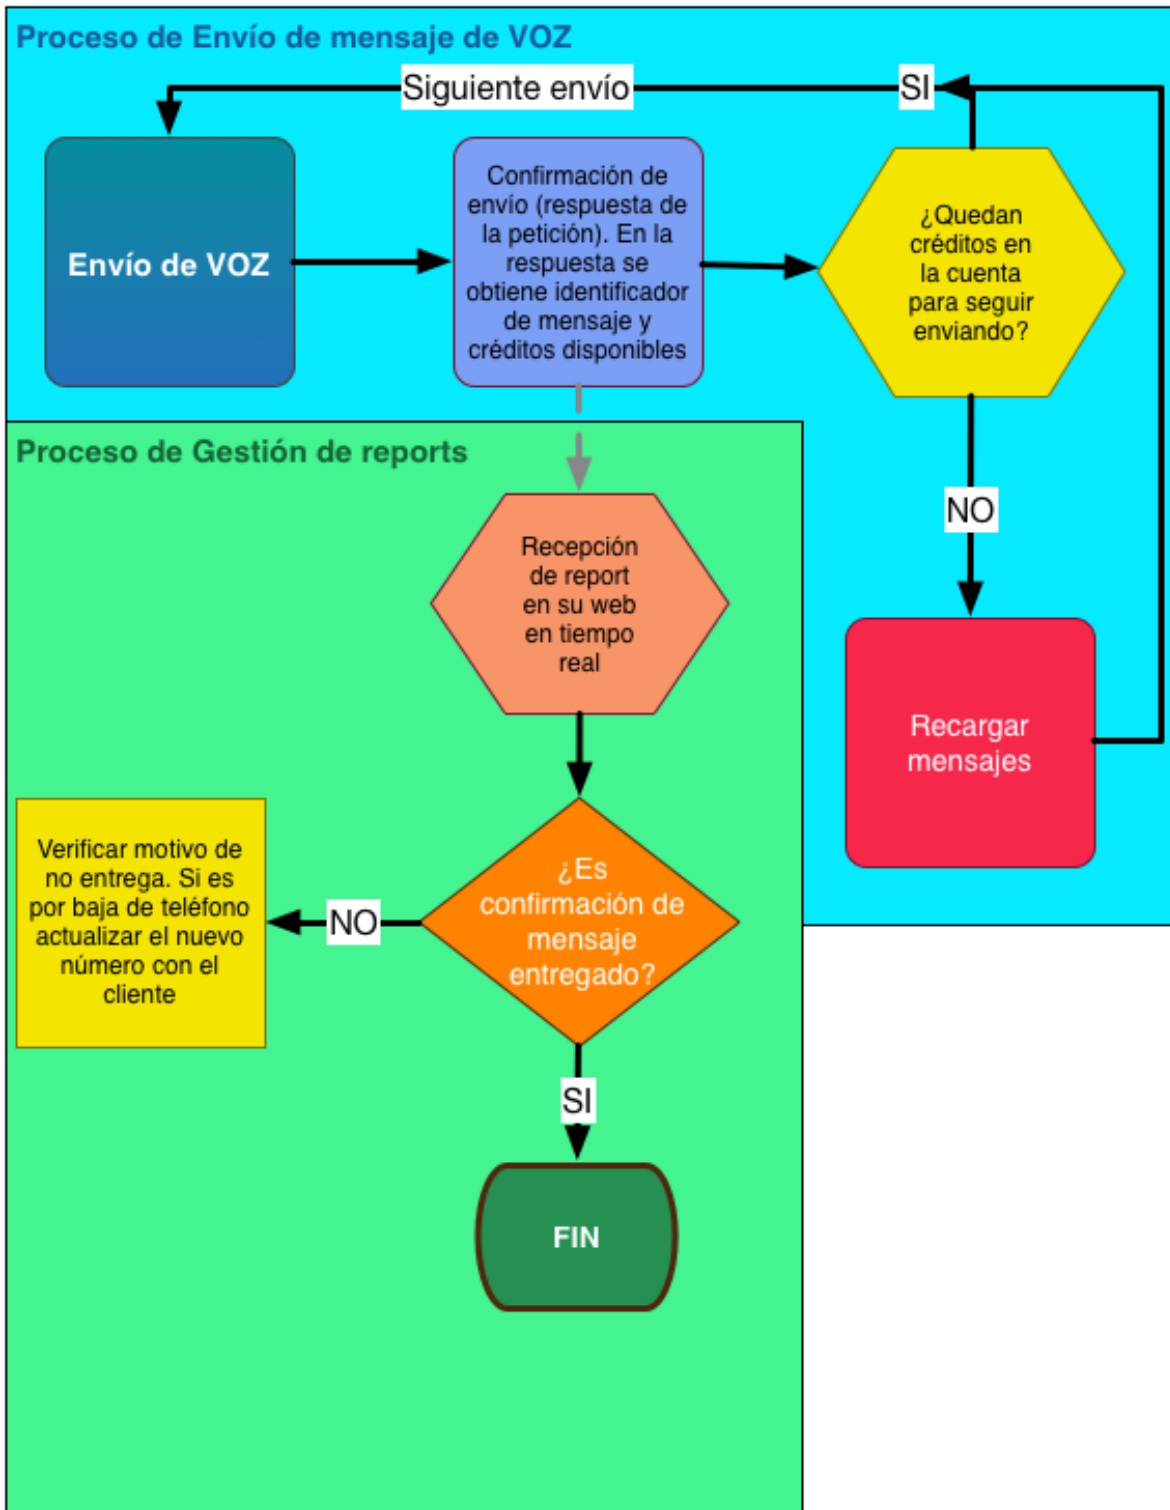 Proceso de Envío de mensaje de VOZ
Siguiente envío
SI
Envío de VOZ
Confirmación de
envío (respuesta de
la petición). En la
respuesta se
obtiene identificador
de mensaje y
créditos disponibles
¿Quedan
créditos en
la cuenta
para seguir
enviando?
NO
Recargar
mensajes
Proceso de Gestión de reports
Recepción
de report
en su web
en tiempo
real
¿Es
confirmación de
mensaje
entregado?
NO
Verificar motivo de
no entrega. Si es
por baja de teléfono
actualizar el nuevo
número con el
cliente
SI
FIN